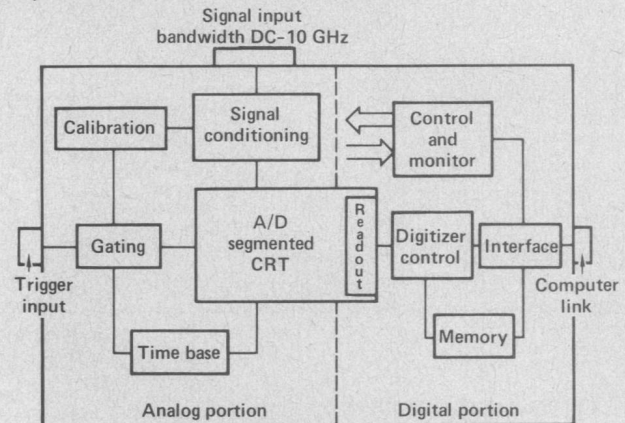 Signal input
bandwidth DC-10 GHz
Calibration
Signal
conditioning
Control
and
monitor
A/D
segmented
CRT
Readout
Gating
Digitizer
control
Interface
Trigger
input
Computer
link
Time base
Memory
Analog portion
Digital portion